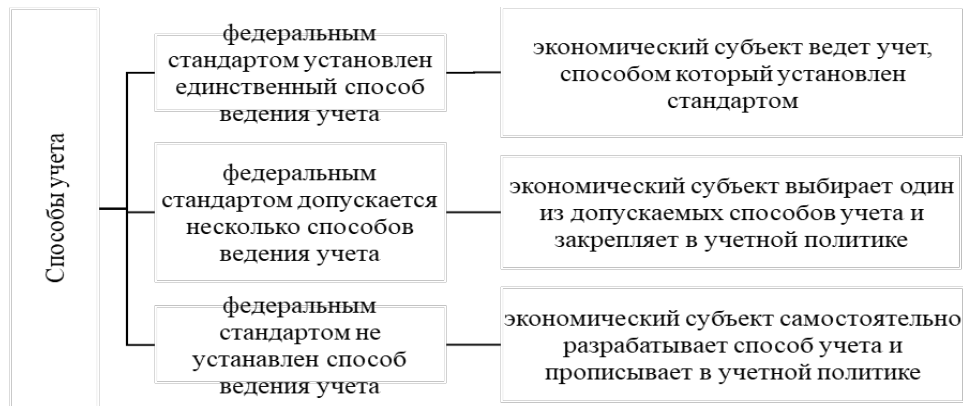 Способы учета
федеральным
стандартом установлен
единственный способ
ведения учета
экономический субъект ведет учет,
способом который установлен
стандартом
федеральным
стандартом допускается
несколько способов
ведения учета
экономический субъект выбирает один
из допускаемых способов учета и
закрепляет в учетной политике
федеральным
стандартом не
устанавлен способ
ведения учета
экономический субъект самостоятельно
разрабатывает способ учета и
прописывает в учетной политике